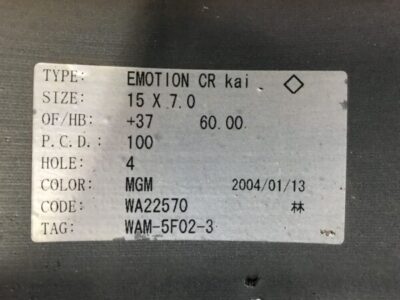 TYPE: EMOTION CR kai ◇
SIZE: 15 X 7.0
OF/HB: +37 60.00
P.C.D.: 100
HOLE: 4
COLOR: MGM 2004/01/13
CODE: WA22570 林
TAG: WAM-5F02-3